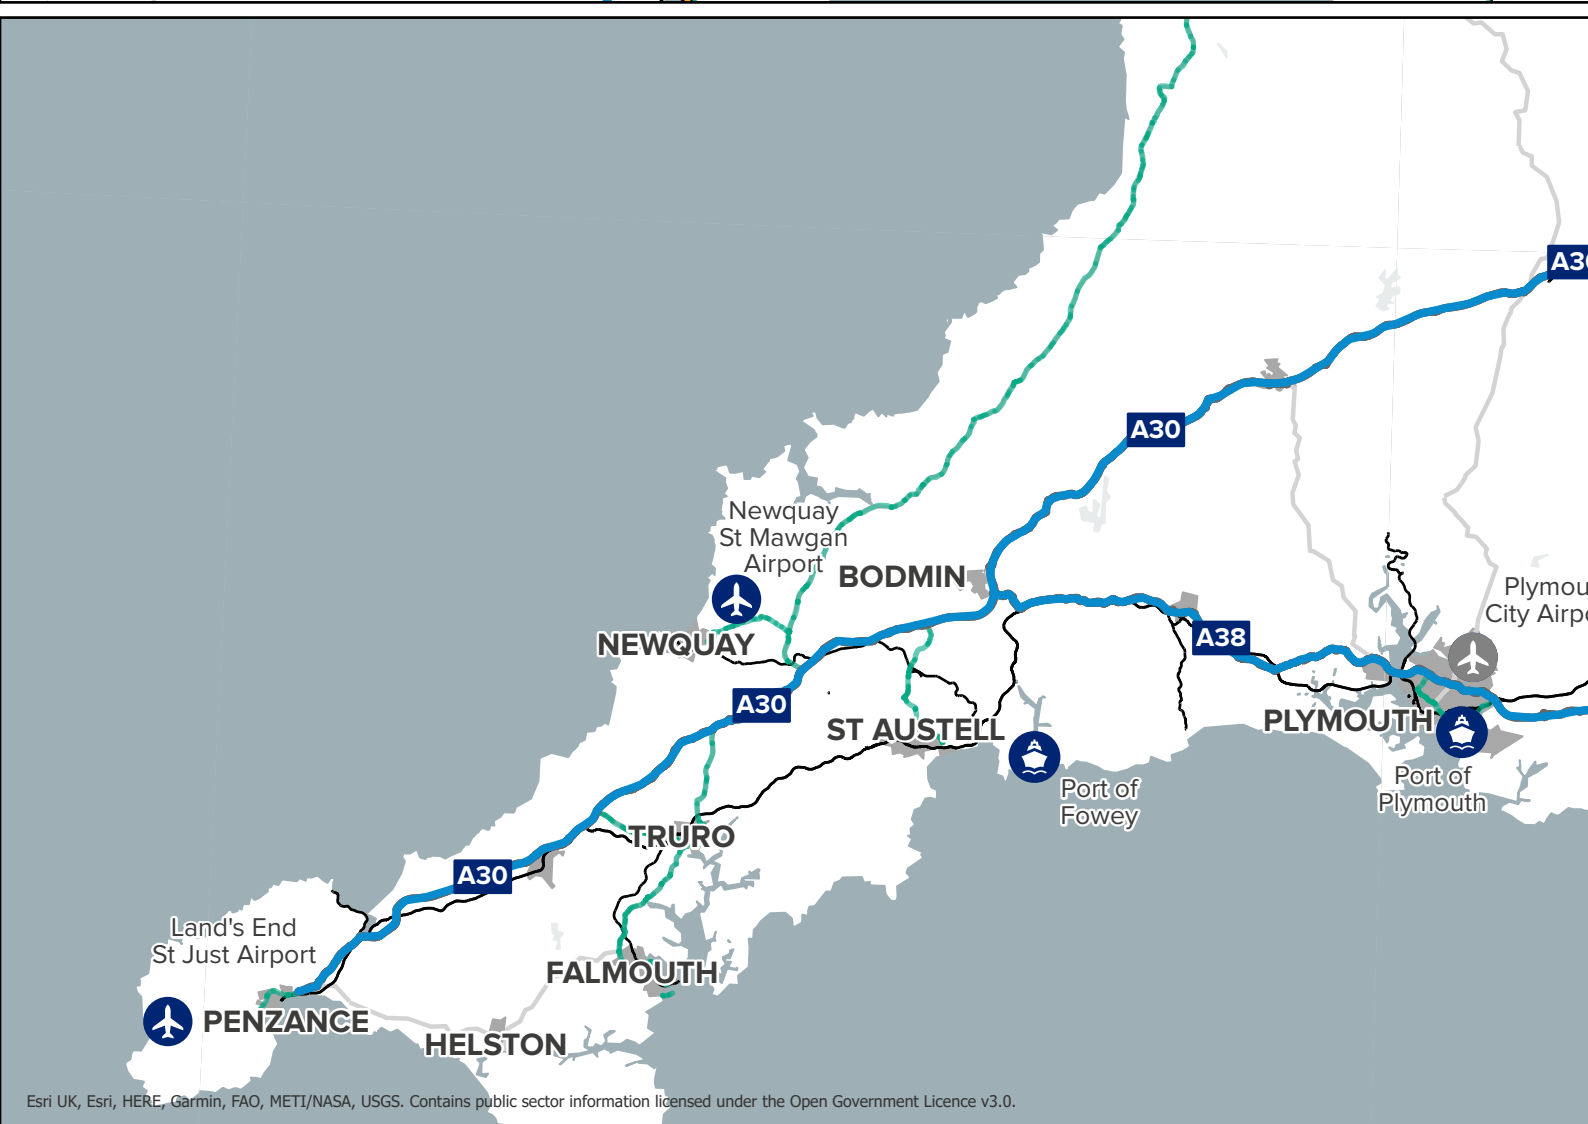 A30
A30
Newquay
St Mawgan
Airport
BODMIN
Plymou
City Airpo
NEWQUAY
A38
A30
ST AUSTELL
PLYMOUTH
Port of
Plymouth
Port of
Fowey
TRURO
A30
Land's End
St Just Airport
FALMOUTH
PENZANCE
HELSTON
Esri UK, Esri, HERE, Garmin, FAO, METI/NASA, USGS. Contains public sector information licensed under the Open Government Licence v3.0.